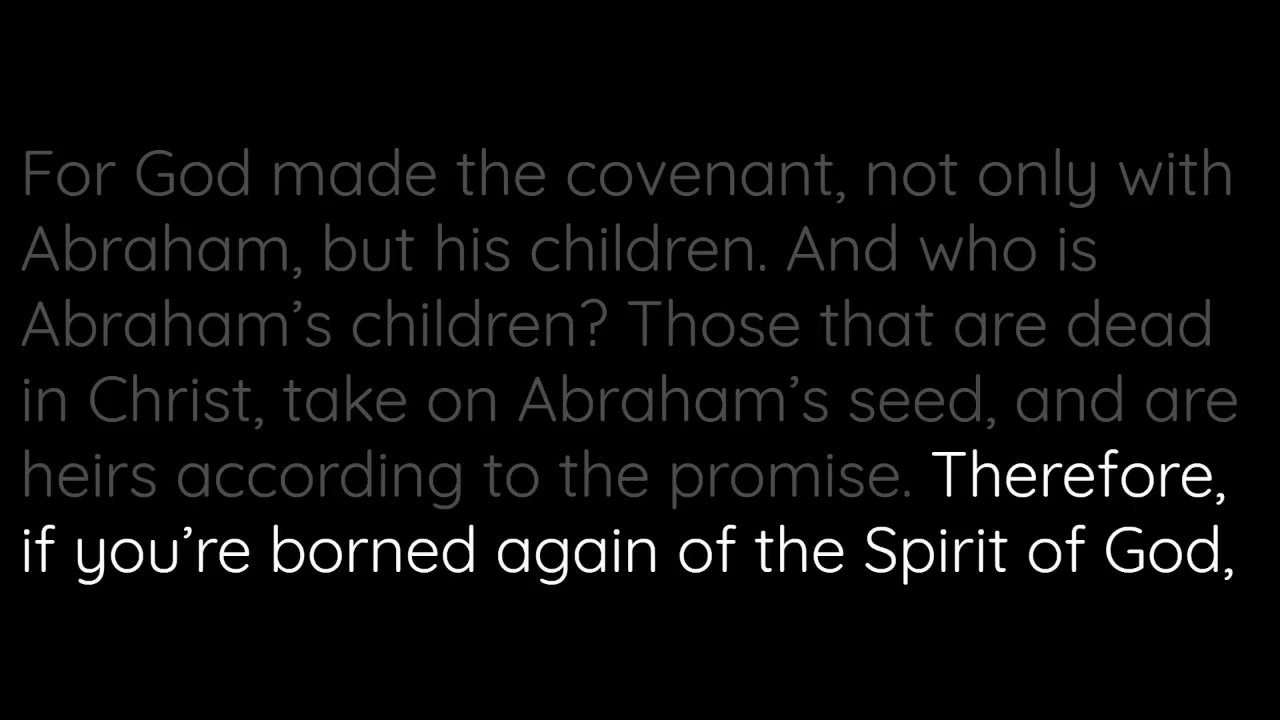 For God made the covenant, not only with
Abraham, but his children. And who is
Abraham’s children? Those that are dead
in Christ, take on Abraham’s seed, and are
heirs according to the promise. Therefore,
if you’re borned again of the Spirit of God,